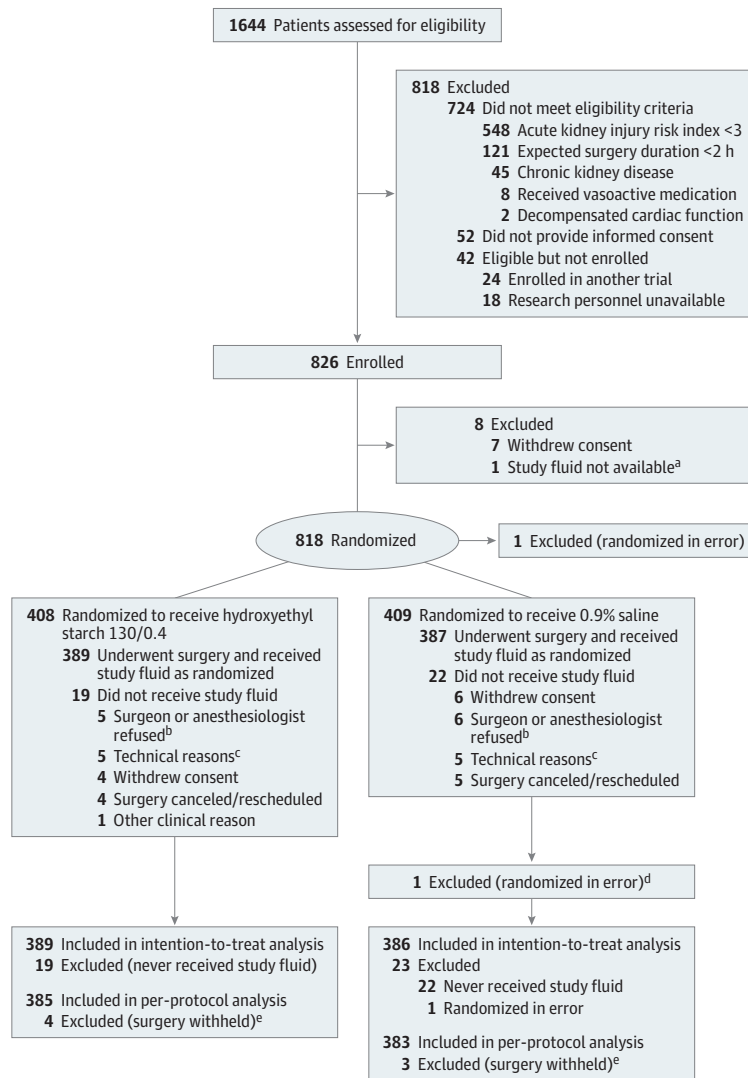 1644 Patients assessed for eligibility
818 Excluded
724 Did not meet eligibility criteria
548 Acute kidney injury risk index <3
121 Expected surgery duration <2 h
45 Chronic kidney disease
8 Received vasoactive medication
2 Decompensated cardiac function
52 Did not provide informed consent
42 Eligible but not enrolled
24 Enrolled in another trial
18 Research personnel unavailable
826 Enrolled
8 Excluded
7 Withdrew consent
1 Study fluid not available^a
818 Randomized
1 Excluded (randomized in error)
408 Randomized to receive hydroxyethyl
starch 130/0.4
389 Underwent surgery and received
study fluid as randomized
19 Did not receive study fluid
5 Surgeon or anesthesiologist
refused^b
5 Technical reasons^c
4 Withdrew consent
4 Surgery canceled/rescheduled
1 Other clinical reason
409 Randomized to receive 0.9% saline
387 Underwent surgery and received
study fluid as randomized
22 Did not receive study fluid
6 Withdrew consent
6 Surgeon or anesthesiologist
refused^b
5 Technical reasons^c
5 Surgery canceled/rescheduled
1 Excluded (randomized in error)^d
389 Included in intention-to-treat analysis
19 Excluded (never received study fluid)
385 Included in per-protocol analysis
4 Excluded (surgery withheld)^e
386 Included in intention-to-treat analysis
23 Excluded
22 Never received study fluid
1 Randomized in error
383 Included in per-protocol analysis
3 Excluded (surgery withheld)^e